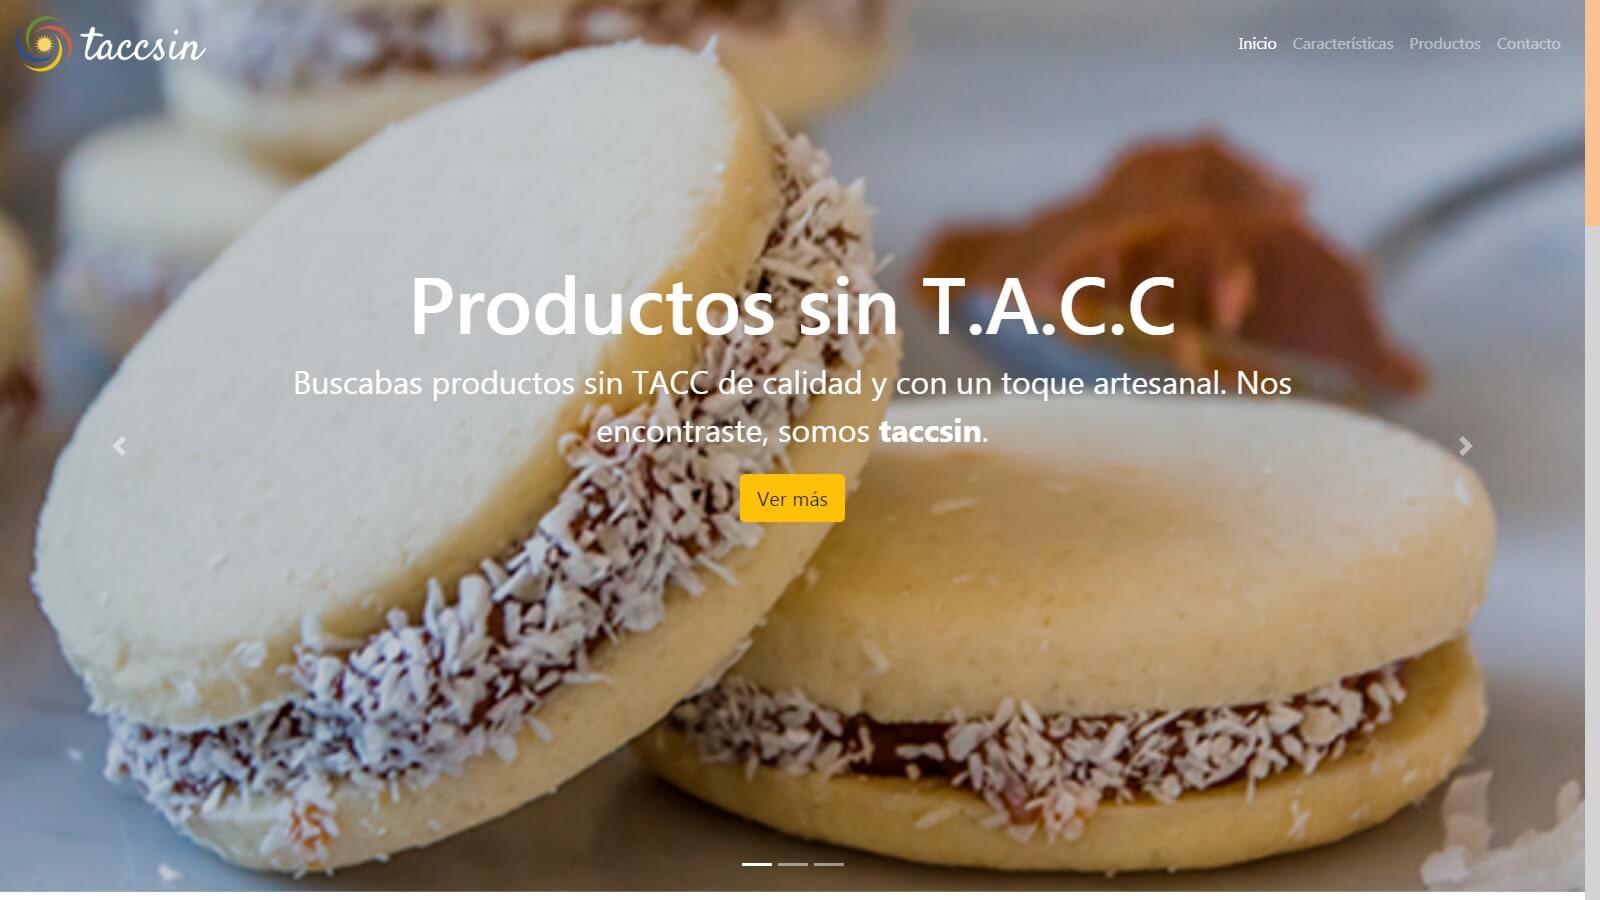 taccsin
Inicio Características Productos Contacto
Productos sin T.A.C.C
Buscabas productos sin TACC de calidad y con un toque artesanal. Nos
encontraste, somos taccsin.
Ver más